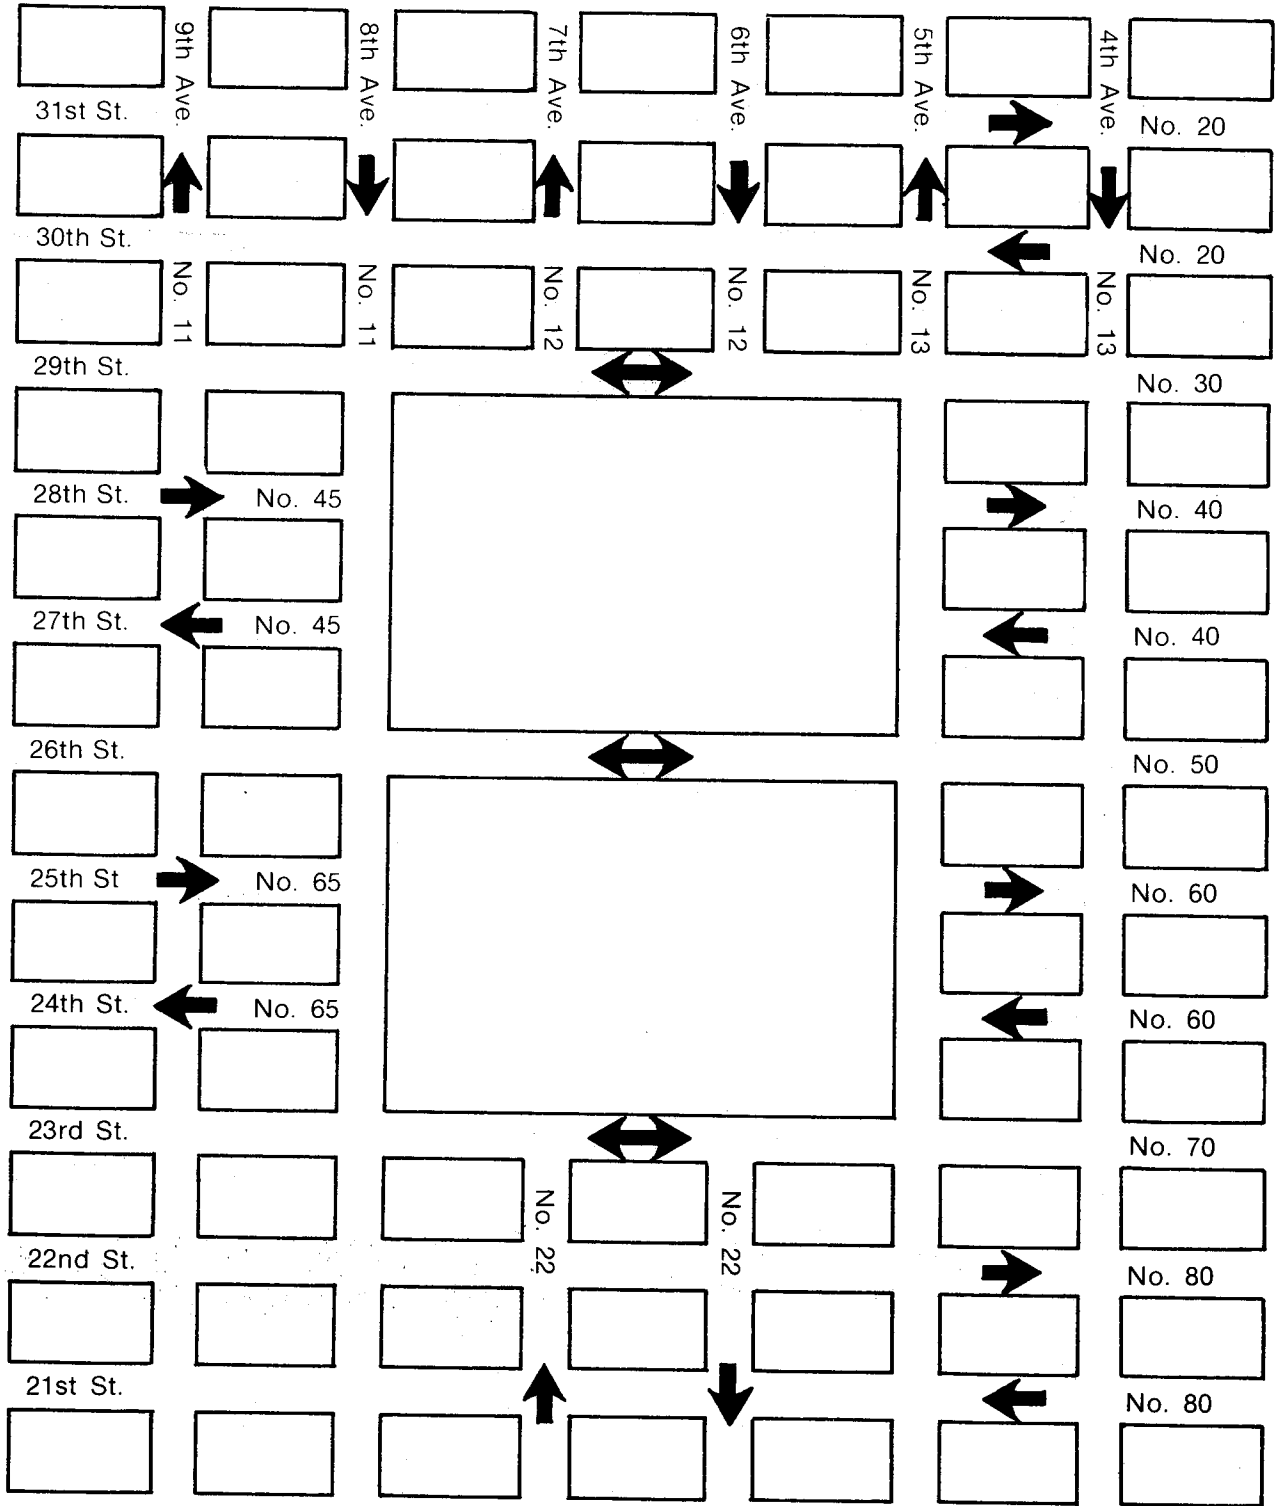 9th Ave.
8th Ave.
7th Ave.
6th Ave.
5th Ave.
4th Ave.
31st St.
No. 20
30th St.
No. 20
No. 11
No. 11
No. 12
No. 12
No. 13
No. 13
29th St.
No. 30
28th St.
No. 45
No. 40
27th St.
No. 45
No. 40
26th St.
No. 50
25th St
No. 65
No. 60
24th St.
No. 65
No. 60
23rd St.
No. 70
No. 22
No. 22
22nd St.
No. 80
21st St.
No. 80